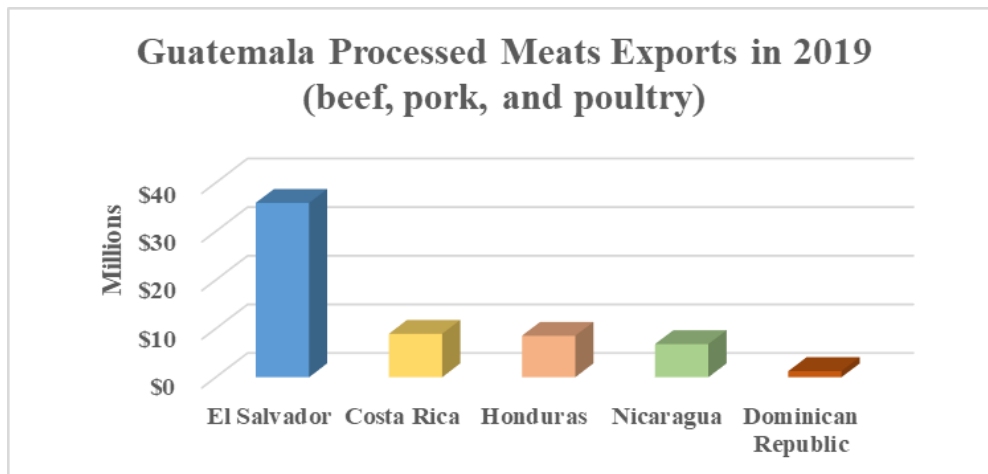 Guatemala Processed Meats Exports in 2019
(beef, pork, and poultry)
Millions
$40
$30
$20
$10
$0
El Salvador
Costa Rica
Honduras
Nicaragua
Dominican
Republic